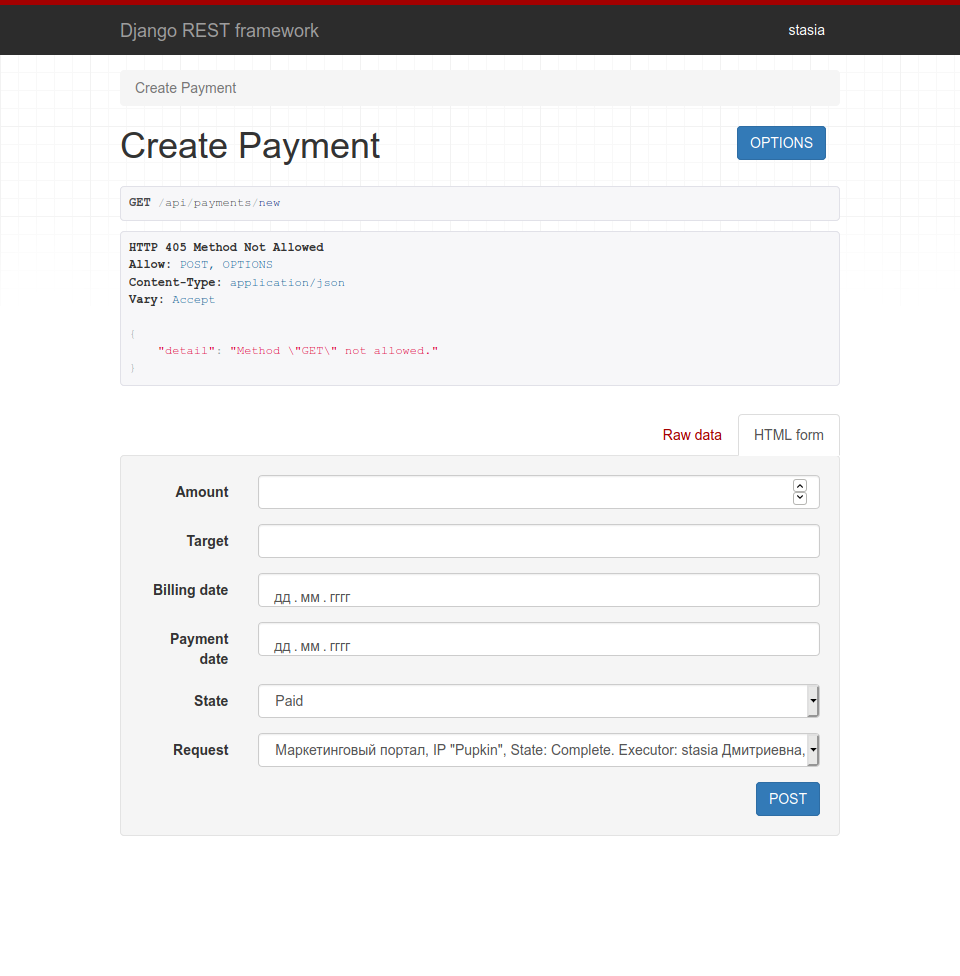 Django REST framework
stasia
Create Payment
Create Payment
OPTIONS
GET /api/payments/new
HTTP 405 Method Not Allowed
Allow: POST, OPTIONS
Content-Type: application/json
Vary: Accept
{
"detail": "Method \"GET\" not allowed."
}
Raw data
HTML form
Amount
Target
Billing date
дд . мм . гггг
Payment
date
дд . мм . гггг
State
Paid
Request
Маркетинговый портал, IP "Pupkin", State: Complete. Executor: stasia Дмитриевна,
POST